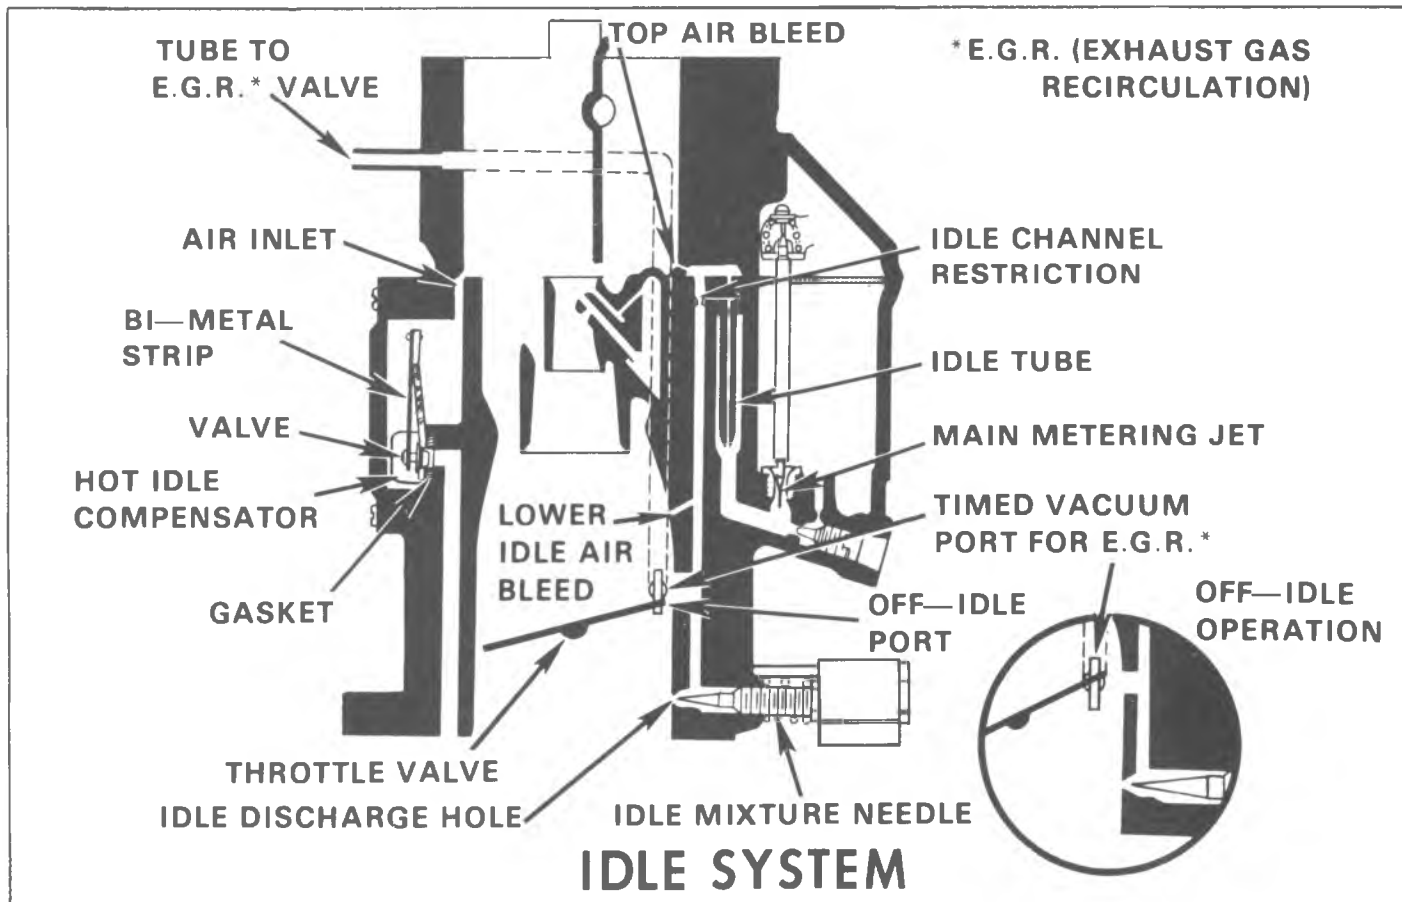 TOP AIR BLEED
TUBE TO
E.G.R.* VALVE
*E.G.R. (EXHAUST GAS
RECIRCULATION)
AIR INLET
IDLE CHANNEL
RESTRICTION
BI—METAL
STRIP
IDLE TUBE
VALVE
MAIN METERING JET
HOT IDLE
COMPENSATOR
LOWER
IDLE AIR
BLEED
TIMED VACUUM
PORT FOR E.G.R.*
GASKET
OFF—IDLE
PORT
OFF—IDLE
OPERATION
THROTTLE VALVE
IDLE DISCHARGE HOLE
IDLE MIXTURE NEEDLE
IDLE SYSTEM